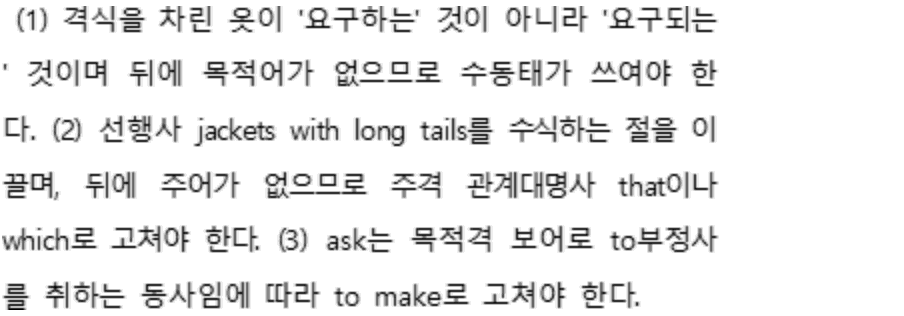 (1) 격식을 차린 옷이 '요구하는' 것이 아니라 '요구되는
' 것이며 뒤에 목적어가 없으므로 수동태가 쓰여야 한
다. (2) 선행사 jackets with long tails를 수식하는 절을 이
끌며, 뒤에 주어가 없으므로 주격 관계대명사 that이나
which로 고쳐야 한다. (3) ask는 목적격 보어로 to부정사
를 취하는 동사임에 따라 to make로 고쳐야 한다.